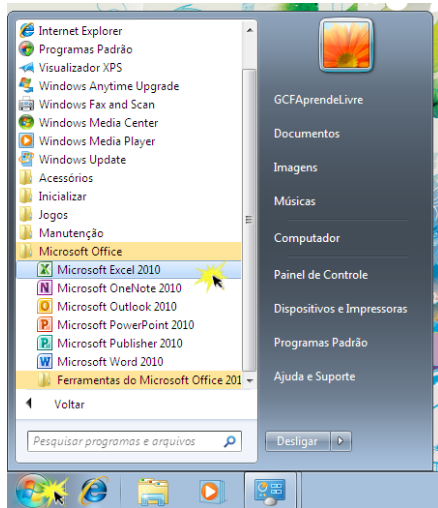 Internet Explorer
Programas Padrão
Visualizador XPS
Windows Anytime Upgrade
Windows Fax and Scan
Windows Media Center
Windows Media Player
Windows Update
Acessórios
Inicializar
Jogos
Manutenção
Microsoft Office
Microsoft Excel 2010
Microsoft OneNote 2010
Microsoft Outlook 2010
Microsoft PowerPoint 2010
Microsoft Publisher 2010
Microsoft Word 2010
Ferramentas do Microsoft Office 201
Voltar
Pesquisar programas e arquivos
GCFAprendeLivre
Documentos
Imagens
Músicas
Computador
Painel de Controle
Dispositivos e Impressoras
Programas Padrão
Ajuda e Suporte
Desligar